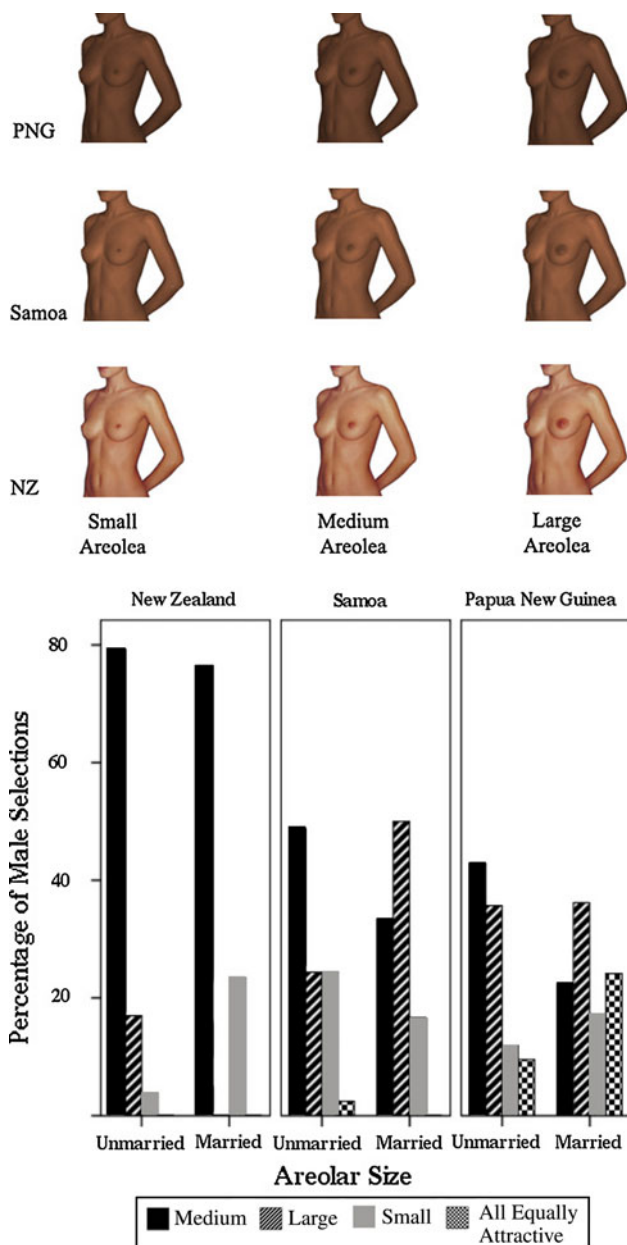 PNG
Samoa
NZ
Small Medium Large
Areolea Areolea Areolea
New Zealand Samoa Papua New Guinea
80
60
40
20
Percentage of Male Selections
Unmarried Married Unmarried Married Unmarried Married
Areolar Size
Medium Large Small All Equally
Attractive